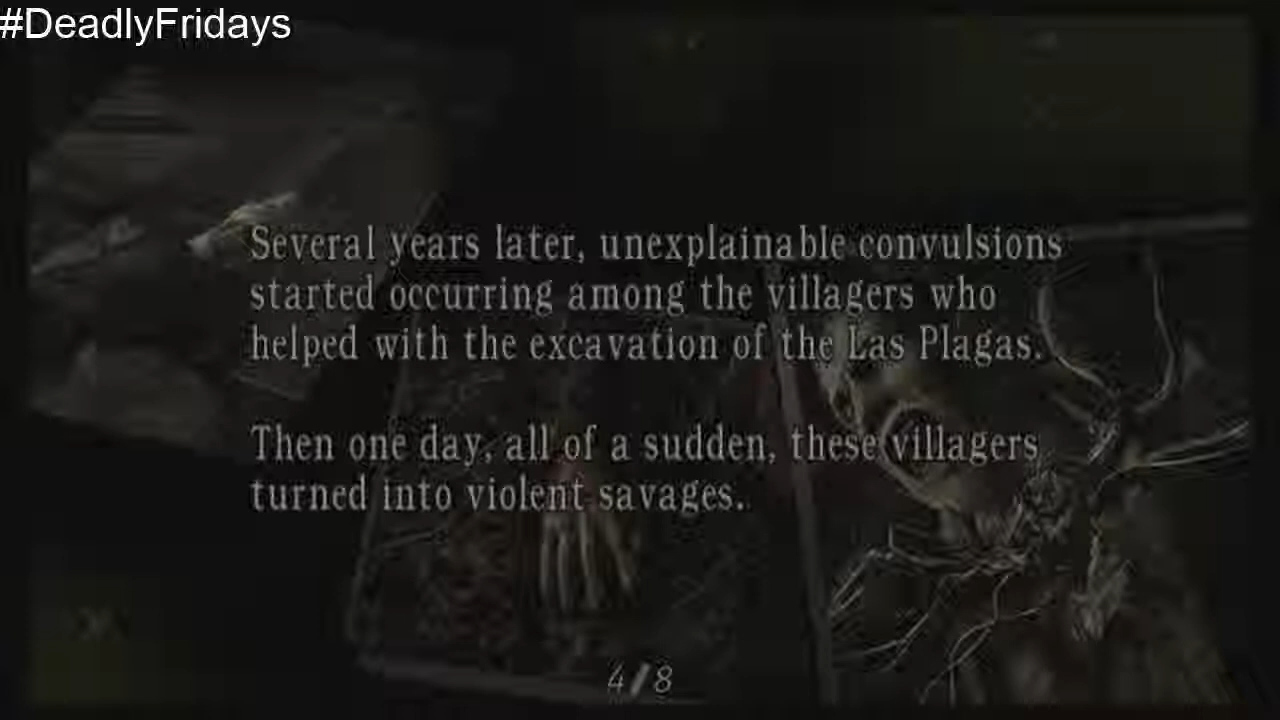 #DeadlyFridays
Several years later, unexplainable convulsions
started occurring among the villagers who
helped with the excavation of the Las Plagas.
Then one day, all of a sudden, these villagers
turned into violent savages.
4/8